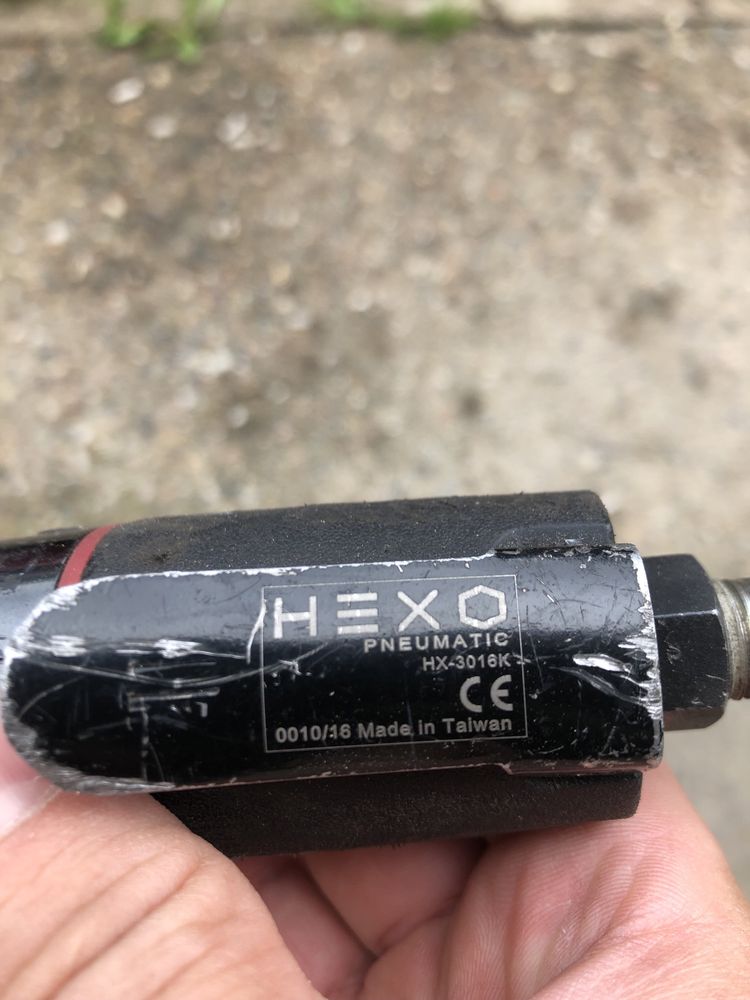 HEXO
PNEUMATIC
HX-3016K
CE
0010/16 Made in Taiwan